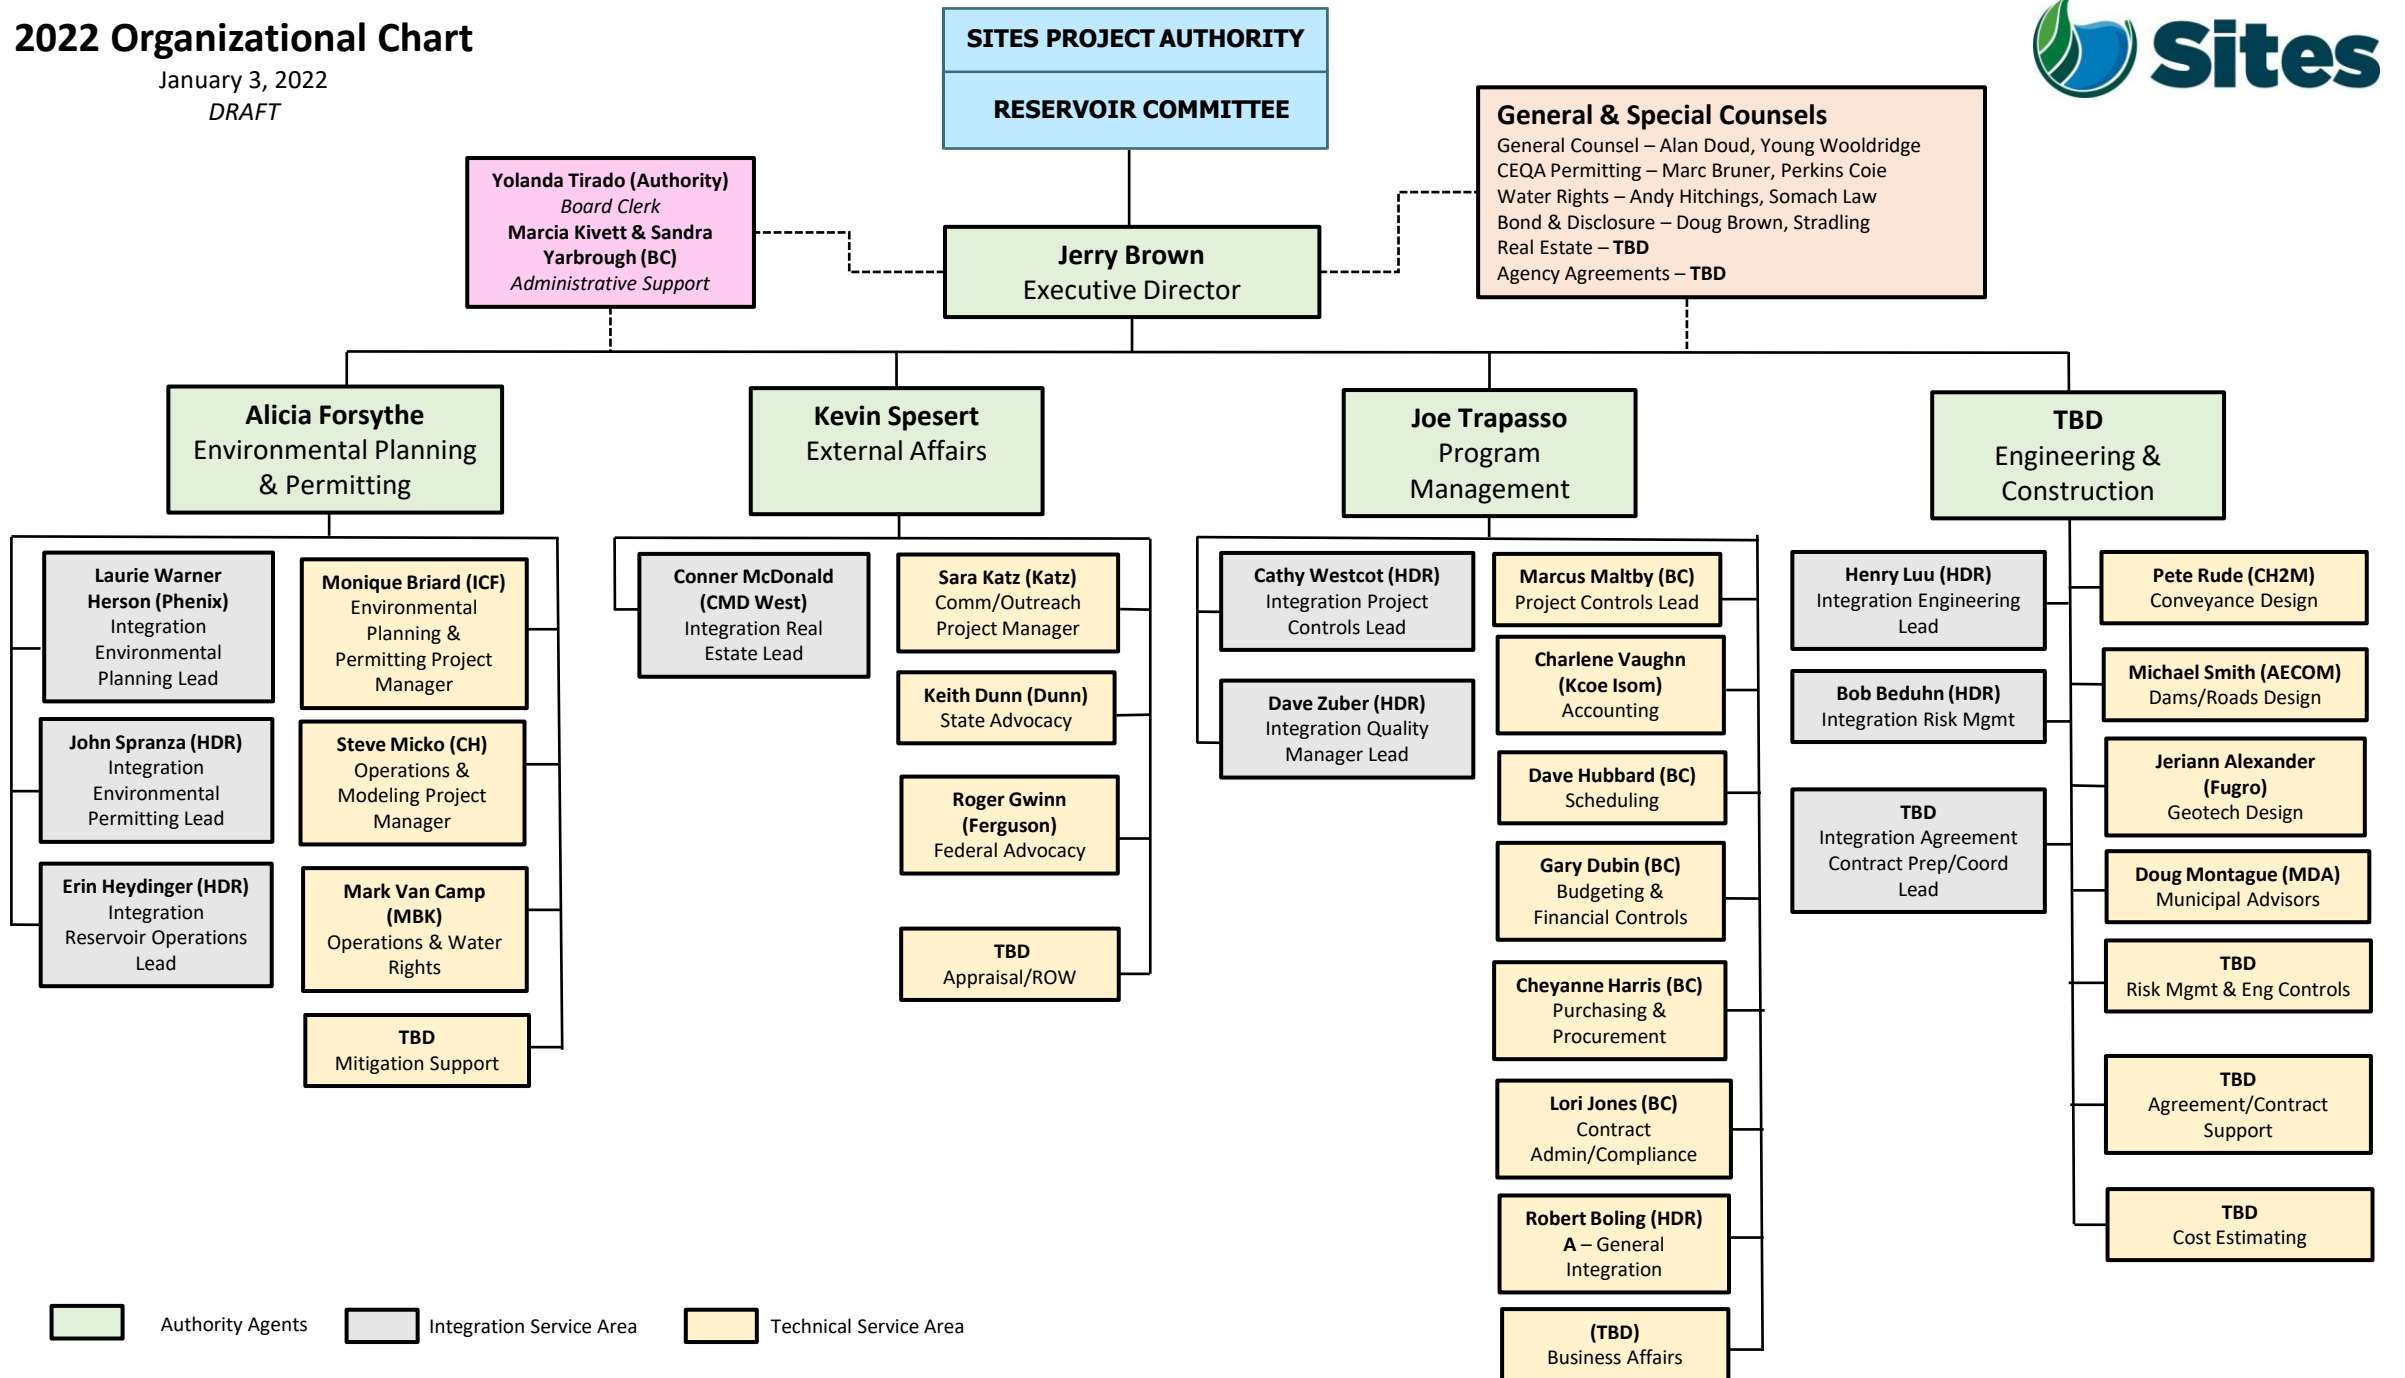 2022 Organizational Chart
January 3, 2022
DRAFT
SITES PROJECT AUTHORITY
RESERVOIR COMMITTEE
Sites
General & Special Counsels
General Counsel – Alan Doud, Young Wooldridge
CEQA Permitting – Marc Bruner, Perkins Coie
Water Rights – Andy Hitchings, Somach Law
Bond & Disclosure – Doug Brown, Stradling
Real Estate – TBD
Agency Agreements – TBD
Yolanda Tirado (Authority)
Board Clerk
Marcia Kivett & Sandra
Yarbrough (BC)
Administrative Support
Jerry Brown
Executive Director
Alicia Forsythe
Environmental Planning
& Permitting
Kevin Spesert
External Affairs
Joe Trapasso
Program
Management
TBD
Engineering &
Construction
Laurie Warner
Herson (Phenix)
Integration
Environmental
Planning Lead
John Spranza (HDR)
Integration
Environmental
Permitting Lead
Erin Heydinger (HDR)
Integration
Reservoir Operations
Lead
Monique Briard (ICF)
Environmental
Planning &
Permitting Project
Manager
Steve Micko (CH)
Operations &
Modeling Project
Manager
Mark Van Camp
(MBK)
Operations & Water
Rights
TBD
Mitigation Support
Conner McDonald
(CMD West)
Integration Real
Estate Lead
Sara Katz (Katz)
Comm/Outreach
Project Manager
Keith Dunn (Dunn)
State Advocacy
Roger Gwinn
(Ferguson)
Federal Advocacy
TBD
Appraisal/ROW
Cathy Westcot (HDR)
Integration Project
Controls Lead
Dave Zuber (HDR)
Integration Quality
Manager Lead
Marcus Maltby (BC)
Project Controls Lead
Charlene Vaughn
(Kcoe Isom)
Accounting
Dave Hubbard (BC)
Scheduling
Gary Dubin (BC)
Budgeting &
Financial Controls
Cheyanne Harris (BC)
Purchasing &
Procurement
Lori Jones (BC)
Contract
Admin/Compliance
Robert Boling (HDR)
A – General
Integration
(TBD)
Business Affairs
Henry Luu (HDR)
Integration Engineering
Lead
Bob Beduhn (HDR)
Integration Risk Mgmt
TBD
Integration Agreement
Contract Prep/Coord
Lead
Pete Rude (CH2M)
Conveyance Design
Michael Smith (AECOM)
Dams/Roads Design
Jeriann Alexander
(Fugro)
Geotech Design
Doug Montague (MDA)
Municipal Advisors
TBD
Risk Mgmt & Eng Controls
TBD
Agreement/Contract
Support
TBD
Cost Estimating
Authority Agents
Integration Service Area
Technical Service Area